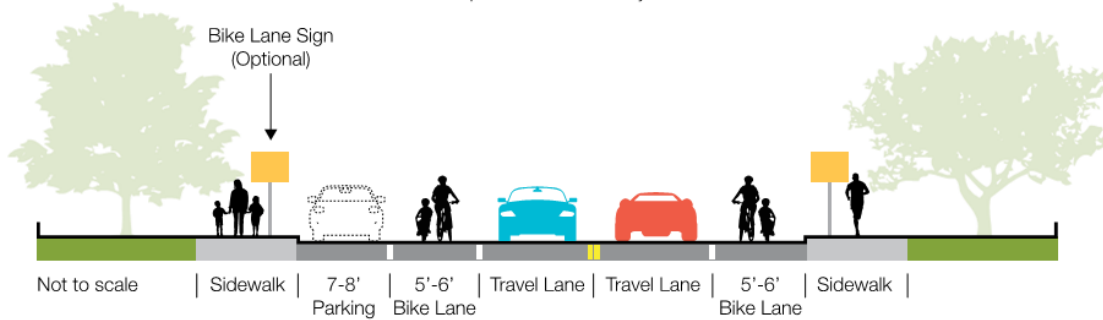 Bike Lane Sign
(Optional)
Not to scale
Sidewalk
7-8'
Parking
5'-6'
Bike Lane
Travel Lane
Travel Lane
5'-6'
Bike Lane
Sidewalk